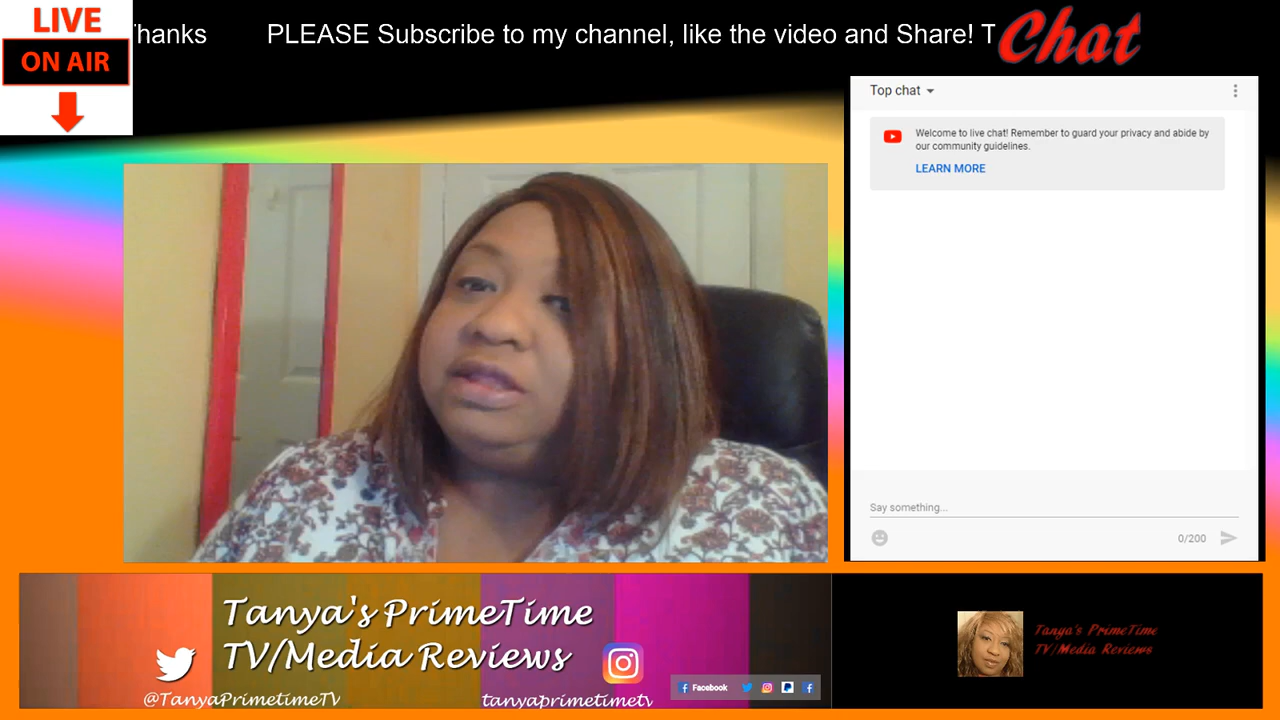 LIVE
ON AIR
Thanks PLEASE Subscribe to my channel, like the video and Share! T
Chat
Top chat
Welcome to live chat! Remember to guard your privacy and abide by
our community guidelines.
LEARN MORE
Say something...
0/200
Tanya's PrimeTime
TV/Media Reviews
@TanyaPrimetimeTV
tanyaprimetimetv
Facebook
Tanya's PrimeTime
TV/Media Reviews